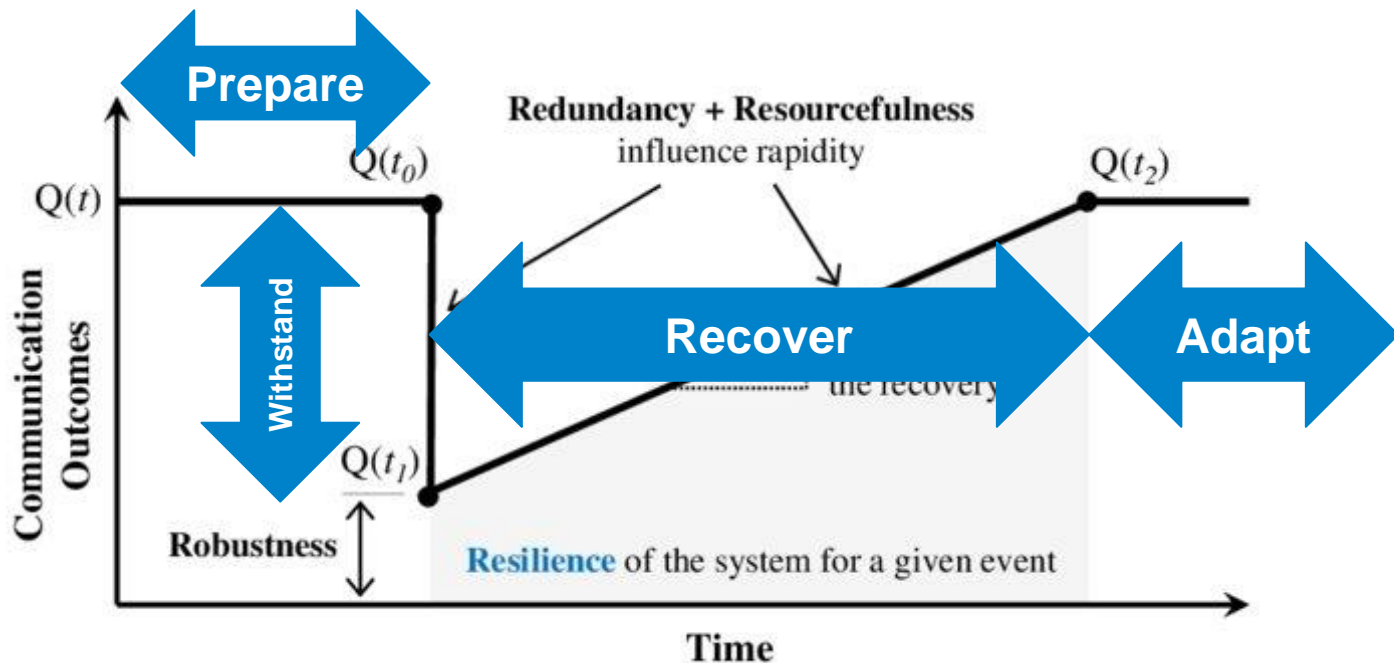 Prepare
Redundancy + Resourcefulness
influence rapidity
Q(t0)
Q(t2)
Q(t)
Communication
Outcomes
Withstand
Recover
Adapt
the recovery
Q(t1)
Robustness
Resilience of the system for a given event
Time